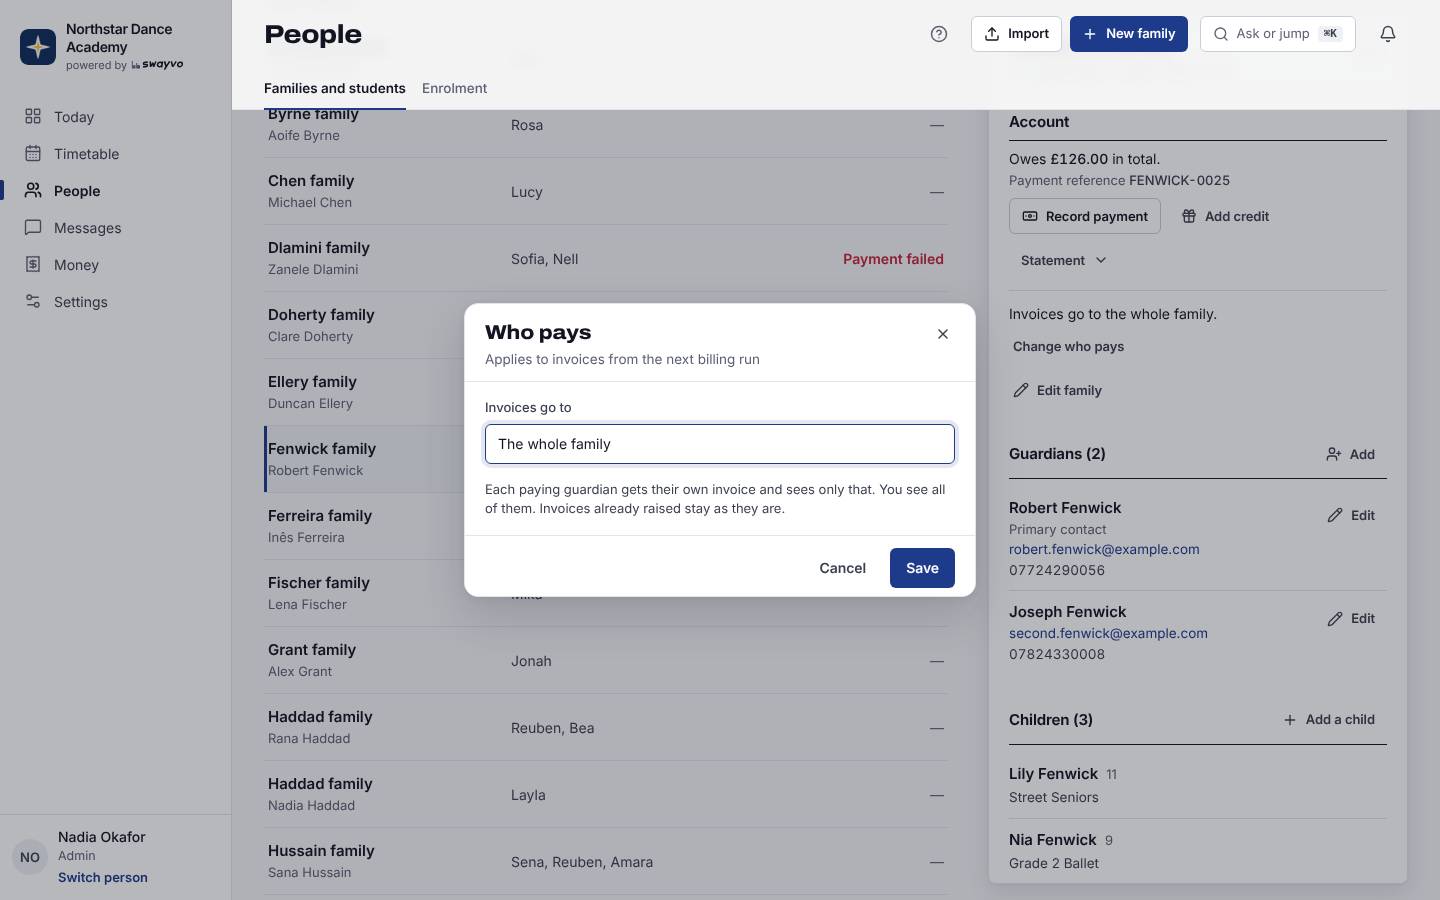 Northstar Dance
Academy
powered by swayvo
Today
Timetable
People
Messages
Money
Settings
Nadia Okafor
NO
Admin
Switch person
People
Import
New family
Ask or jump ⌘K
Families and students
Enrolment
Byrne family
Aoife Byrne
Rosa
—
Chen family
Michael Chen
Lucy
—
Dlamini family
Zanele Dlamini
Sofia, Nell
Payment failed
Doherty family
Clare Doherty
Ellery family
Duncan Ellery
Fenwick family
Robert Fenwick
Ferreira family
Inês Ferreira
Fischer family
Lena Fischer
Grant family
Alex Grant
Jonah
—
Haddad family
Rana Haddad
Reuben, Bea
—
Haddad family
Nadia Haddad
Layla
—
Hussain family
Sana Hussain
Sena, Reuben, Amara
—
Who pays
Applies to invoices from the next billing run
Invoices go to
The whole family
Each paying guardian gets their own invoice and sees only that. You see all
of them. Invoices already raised stay as they are.
Cancel
Save
Account
Owes £126.00 in total.
Payment reference FENWICK-0025
Record payment
Add credit
Statement
Invoices go to the whole family.
Change who pays
Edit family
Guardians (2)
Add
Robert Fenwick
Edit
Primary contact
robert.fenwick@example.com
07724290056
Joseph Fenwick
Edit
second.fenwick@example.com
07824330008
Children (3)
Add a child
Lily Fenwick 11
Street Seniors
Nia Fenwick 9
Grade 2 Ballet